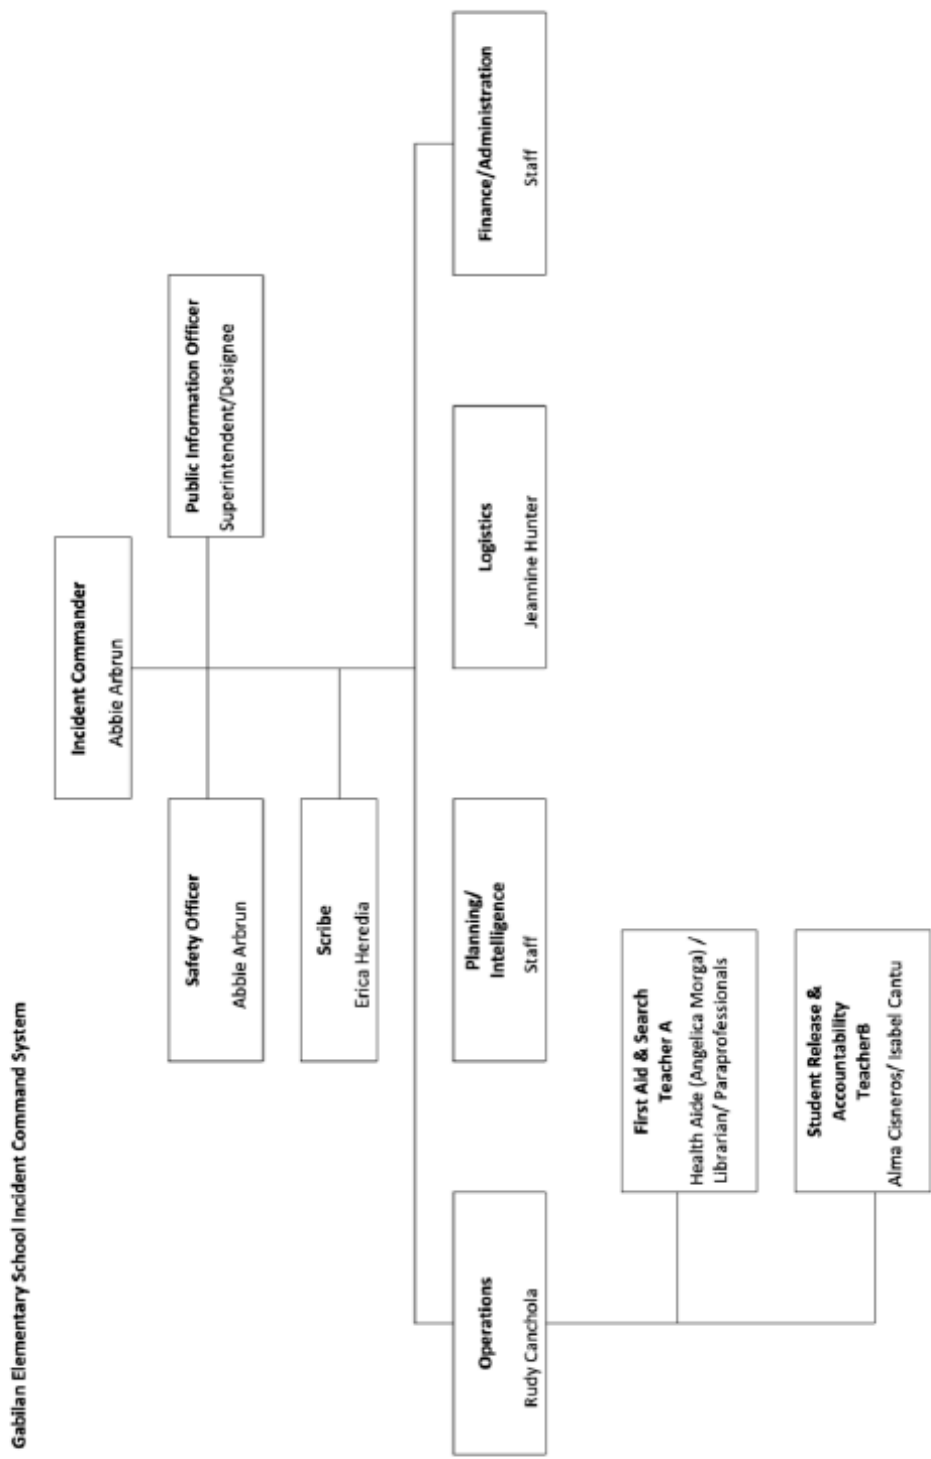 Gabilan Elementary School Incident Command System
Incident Commander
Abbie Arbrun
Safety Officer
Abbie Arbrun
Public Information Officer
Superintendent/Designee
Scribe
Erica Heredia
Operations
Rudy Canchola
Planning/
Intelligence
Staff
Logistics
Jeannine Hunter
Finance/Administration
Staff
First Aid & Search
Teacher A
Health Aide (Angelica Morga) /
Librarian/ Paraprofessionals
Student Release &
Accountability
TeacherB
Alma Cisneros/ Isabel Cantu